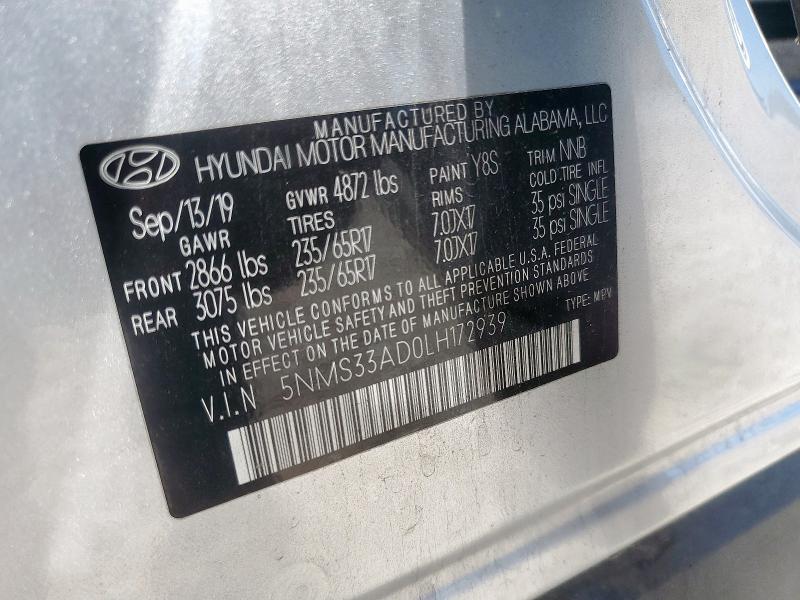 MANUFACTURED BY
HYUNDAI MOTOR MANUFACTURING ALABAMA, LLC
Sep/13/19 GVWR 4872 lbs PAINT Y8S TRIM NNB
GAWR TIRES RIMS COLD TIRE INFL
FRONT 2866 lbs 235/65R17 7.0JX17 35 psi SINGLE
REAR 3075 lbs 235/65R17 7.0JX17 35 psi SINGLE
THIS VEHICLE CONFORMS TO ALL APPLICABLE U.S.A. FEDERAL
MOTOR VEHICLE SAFETY AND THEFT PREVENTION STANDARDS
IN EFFECT ON THE DATE OF MANUFACTURE SHOWN ABOVE
V.I.N 5NMS33AD0LH172939 TYPE: MPV